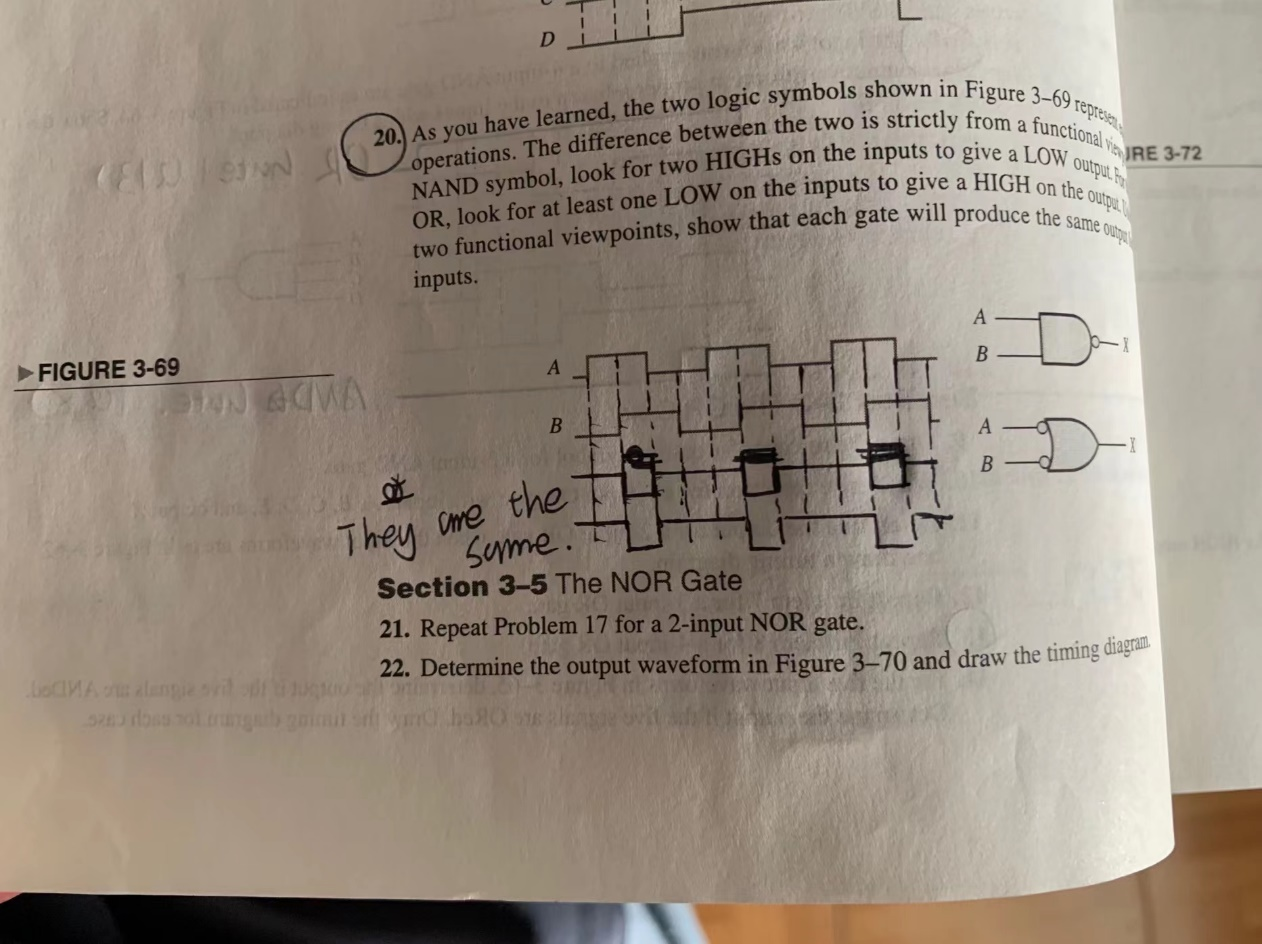 D
20. As you have learned, the two logic symbols shown in Figure 3–69 represent
operations. The difference between the two is strictly from a functional
NAND symbol, look for two HIGHs on the inputs to give a LOW output. For
OR, look for at least one LOW on the inputs to give a HIGH on the output.
two functional viewpoints, show that each gate will produce the same output
inputs.
URE 3-72
FIGURE 3-69
A
B
A
B
X
A
B
X
They are the
same.
Section 3–5 The NOR Gate
21. Repeat Problem 17 for a 2-input NOR gate.
22. Determine the output waveform in Figure 3–70 and draw the timing diagram.